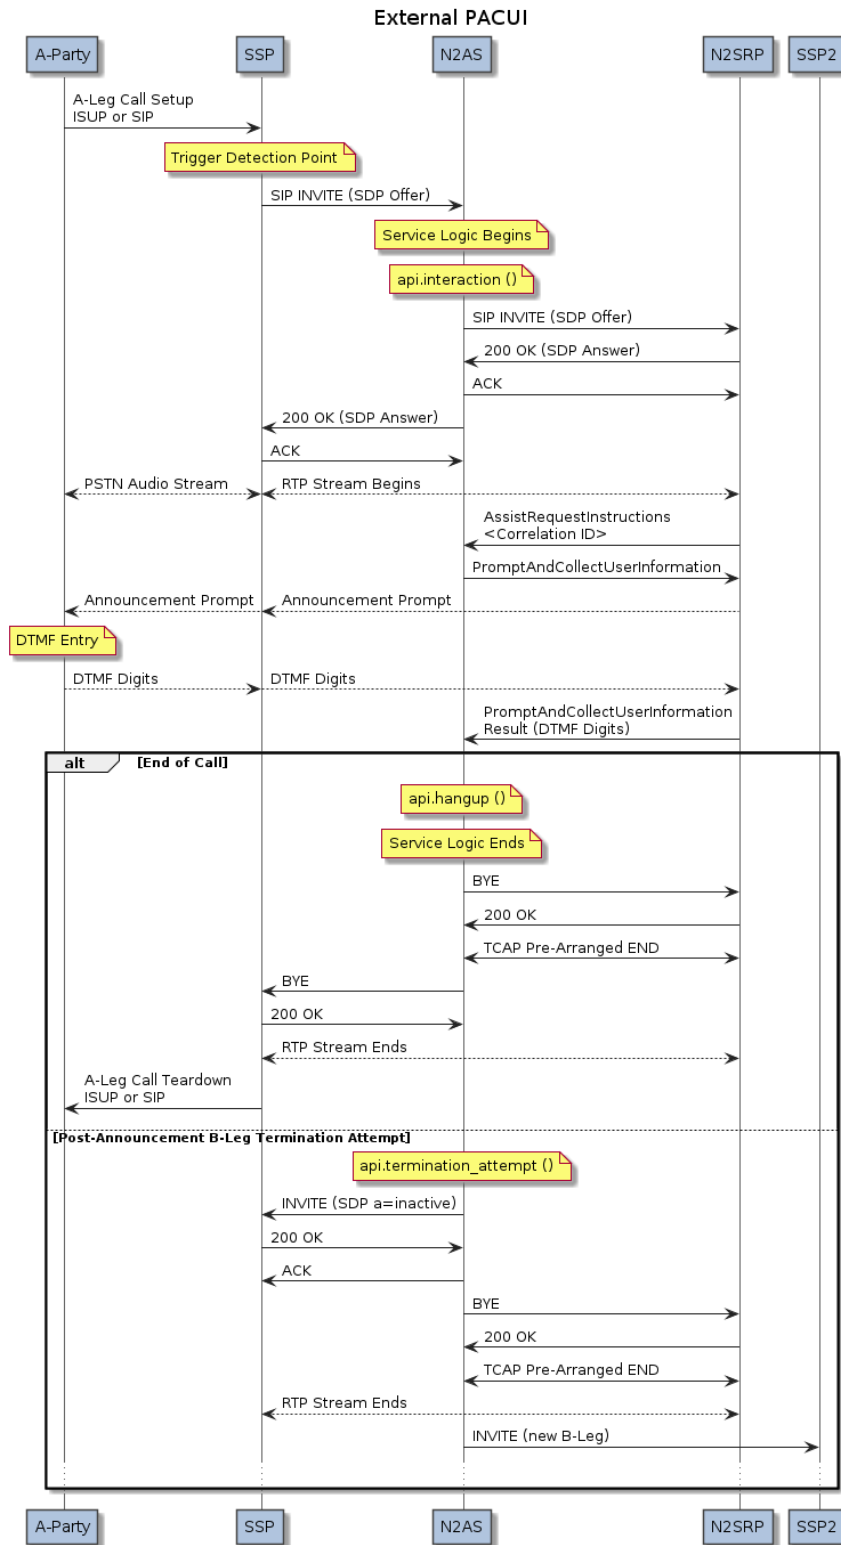 External PACUI
A-Party SSP N2AS N2SRP SSP2
A-Leg Call Setup
ISUP or SIP
Trigger Detection Point
SIP INVITE (SDP Offer)
Service Logic Begins
api.interaction ()
SIP INVITE (SDP Offer)
200 OK (SDP Answer)
ACK
200 OK (SDP Answer)
ACK
PSTN Audio Stream RTP Stream Begins
AssistRequestInstructions
<Correlation ID>
PromptAndCollectUserInformation
Announcement Prompt Announcement Prompt
DTMF Entry
DTMF Digits DTMF Digits
PromptAndCollectUserInformation
Result (DTMF Digits)
alt [End of Call]
api.hangup ()
Service Logic Ends
BYE
200 OK
TCAP Pre-Arranged END
BYE
200 OK
RTP Stream Ends
A-Leg Call Teardown
ISUP or SIP
[Post-Announcement B-Leg Termination Attempt]
api.termination_attempt ()
INVITE (SDP a=inactive)
200 OK
ACK
BYE
200 OK
TCAP Pre-Arranged END
RTP Stream Ends
INVITE (new B-Leg)
A-Party SSP N2AS N2SRP SSP2